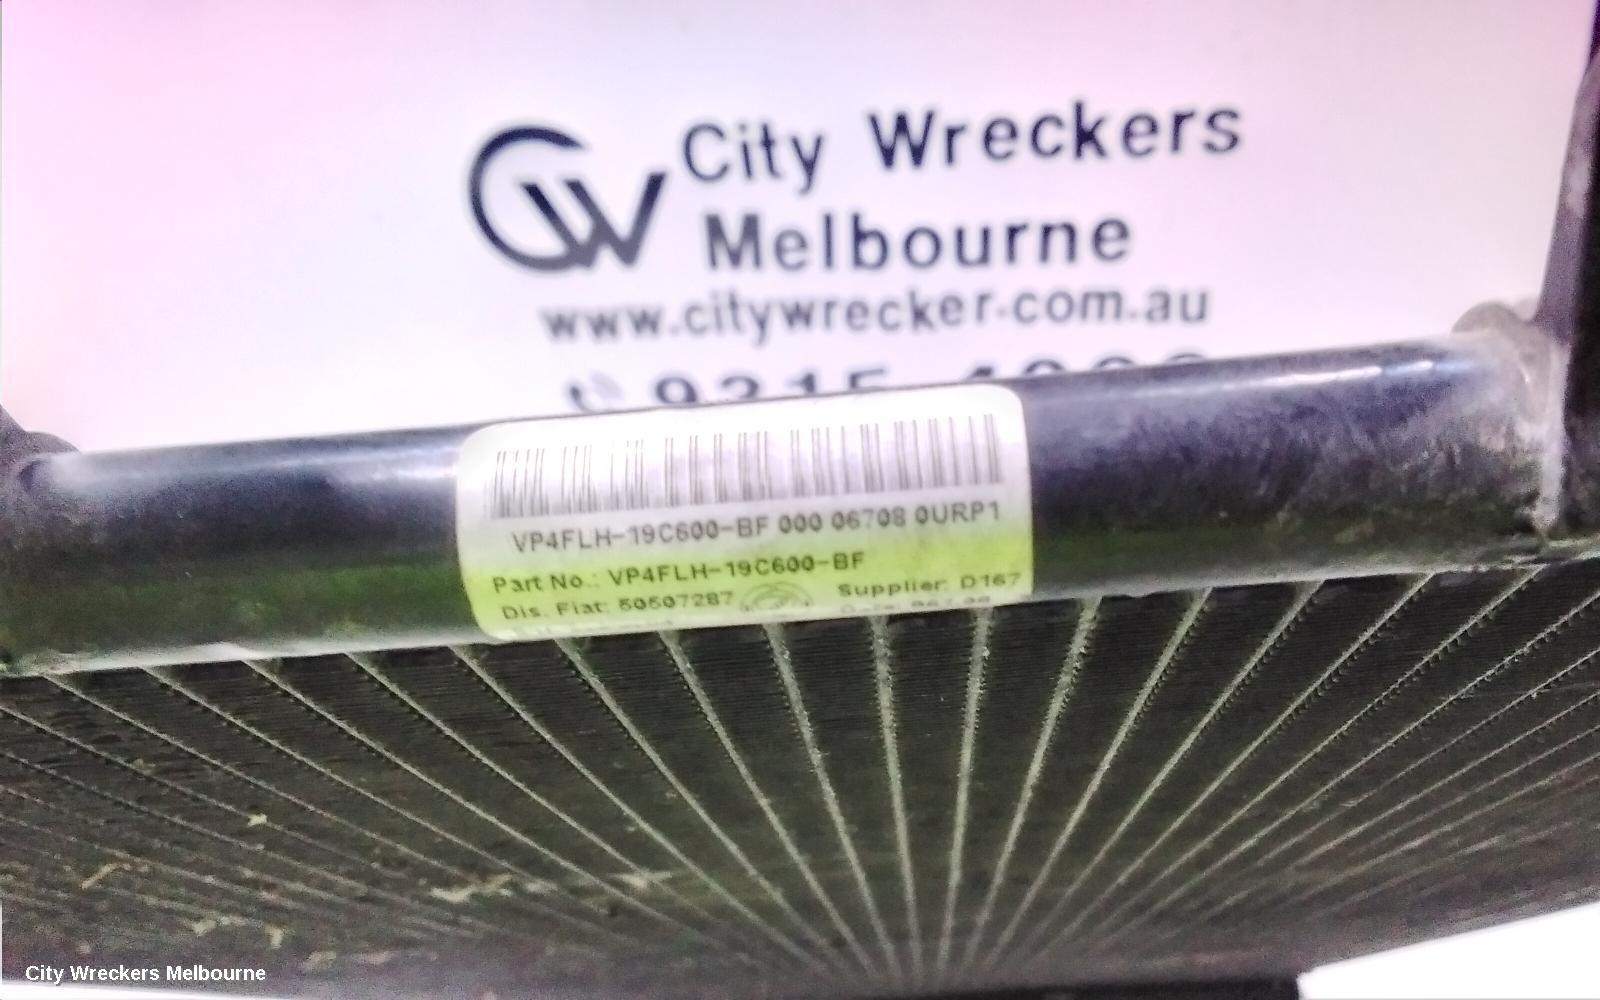 City Wreckers
Melbourne
www.citywrecker.com.au
9315
VP4FLH-19C600-BF 000 06708 0URP1
Part No.: VP4FLH-19C600-BF
Dis. Fiat: 50507287
Supplier: D167
City Wreckers Melbourne